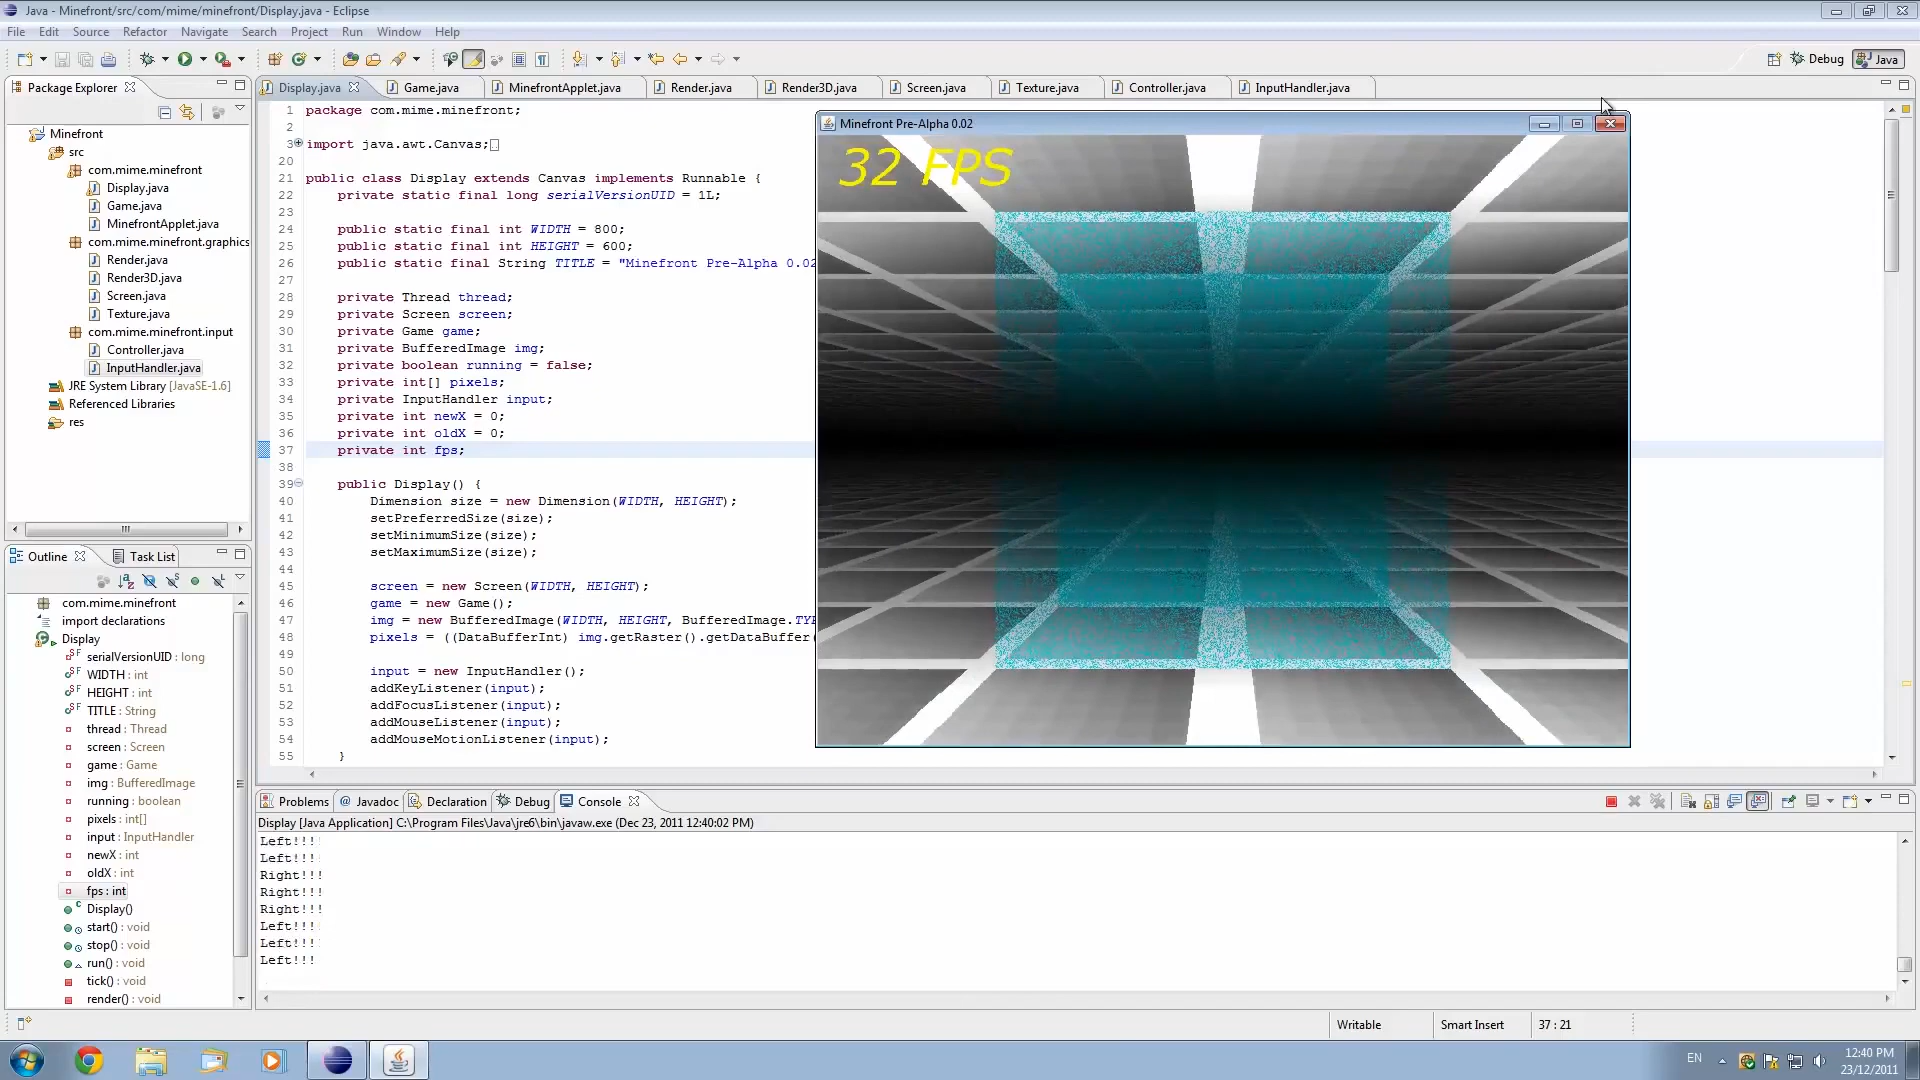 Java - Minefront/src/com/mime/minefront/Display.java - Eclipse
File Edit Source Refactor Navigate Search Project Run Window Help
Debug Java
Package Explorer
Display.java Game.java MinefrontApplet.java Render.java Render3D.java Screen.java Texture.java Controller.java InputHandler.java
Minefront
src
com.mime.minefront
Display.java
Game.java
MinefrontApplet.java
com.mime.minefront.graphics
Render.java
Render3D.java
Screen.java
Texture.java
com.mime.minefront.input
Controller.java
InputHandler.java
JRE System Library [JavaSE-1.6]
Referenced Libraries
res
Outline Task List
com.mime.minefront
import declarations
Display
serialVersionUID : long
WIDTH : int
HEIGHT : int
TITLE : String
thread : Thread
screen : Screen
game : Game
img : BufferedImage
running : boolean
pixels : int[]
input : InputHandler
newX : int
oldX : int
fps : int
Display()
start() : void
stop() : void
run() : void
tick() : void
render() : void
1 package com.mime.minefront;
2
3 import java.awt.Canvas;
20
21 public class Display extends Canvas implements Runnable {
22 private static final long serialVersionUID = 1L;
23
24 public static final int WIDTH = 800;
25 public static final int HEIGHT = 600;
26 public static final String TITLE = "Minefront Pre-Alpha 0.02
27
28 private Thread thread;
29 private Screen screen;
30 private Game game;
31 private BufferedImage img;
32 private boolean running = false;
33 private int[] pixels;
34 private InputHandler input;
35 private int newX = 0;
36 private int oldX = 0;
37 private int fps;
38
39 public Display() {
40 Dimension size = new Dimension(WIDTH, HEIGHT);
41 setPreferredSize(size);
42 setMinimumSize(size);
43 setMaximumSize(size);
44
45 screen = new Screen(WIDTH, HEIGHT);
46 game = new Game();
47 img = new BufferedImage(WIDTH, HEIGHT, BufferedImage.TYP
48 pixels = ((DataBufferInt) img.getRaster().getDataBuffer(
49
50 input = new InputHandler();
51 addKeyListener(input);
52 addFocusListener(input);
53 addMouseListener(input);
54 addMouseMotionListener(input);
55 }
Minefront Pre-Alpha 0.02
32 FPS
Problems @ Javadoc Declaration Debug Console
Display [Java Application] C:\Program Files\Java\jre6\bin\javaw.exe (Dec 23, 2011 12:40:02 PM)
Left!!!
Left!!!
Right!!!
Right!!!
Right!!!
Left!!!
Left!!!
Left!!!
Writable Smart Insert 37 : 21
EN
12:40 PM
23/12/2011